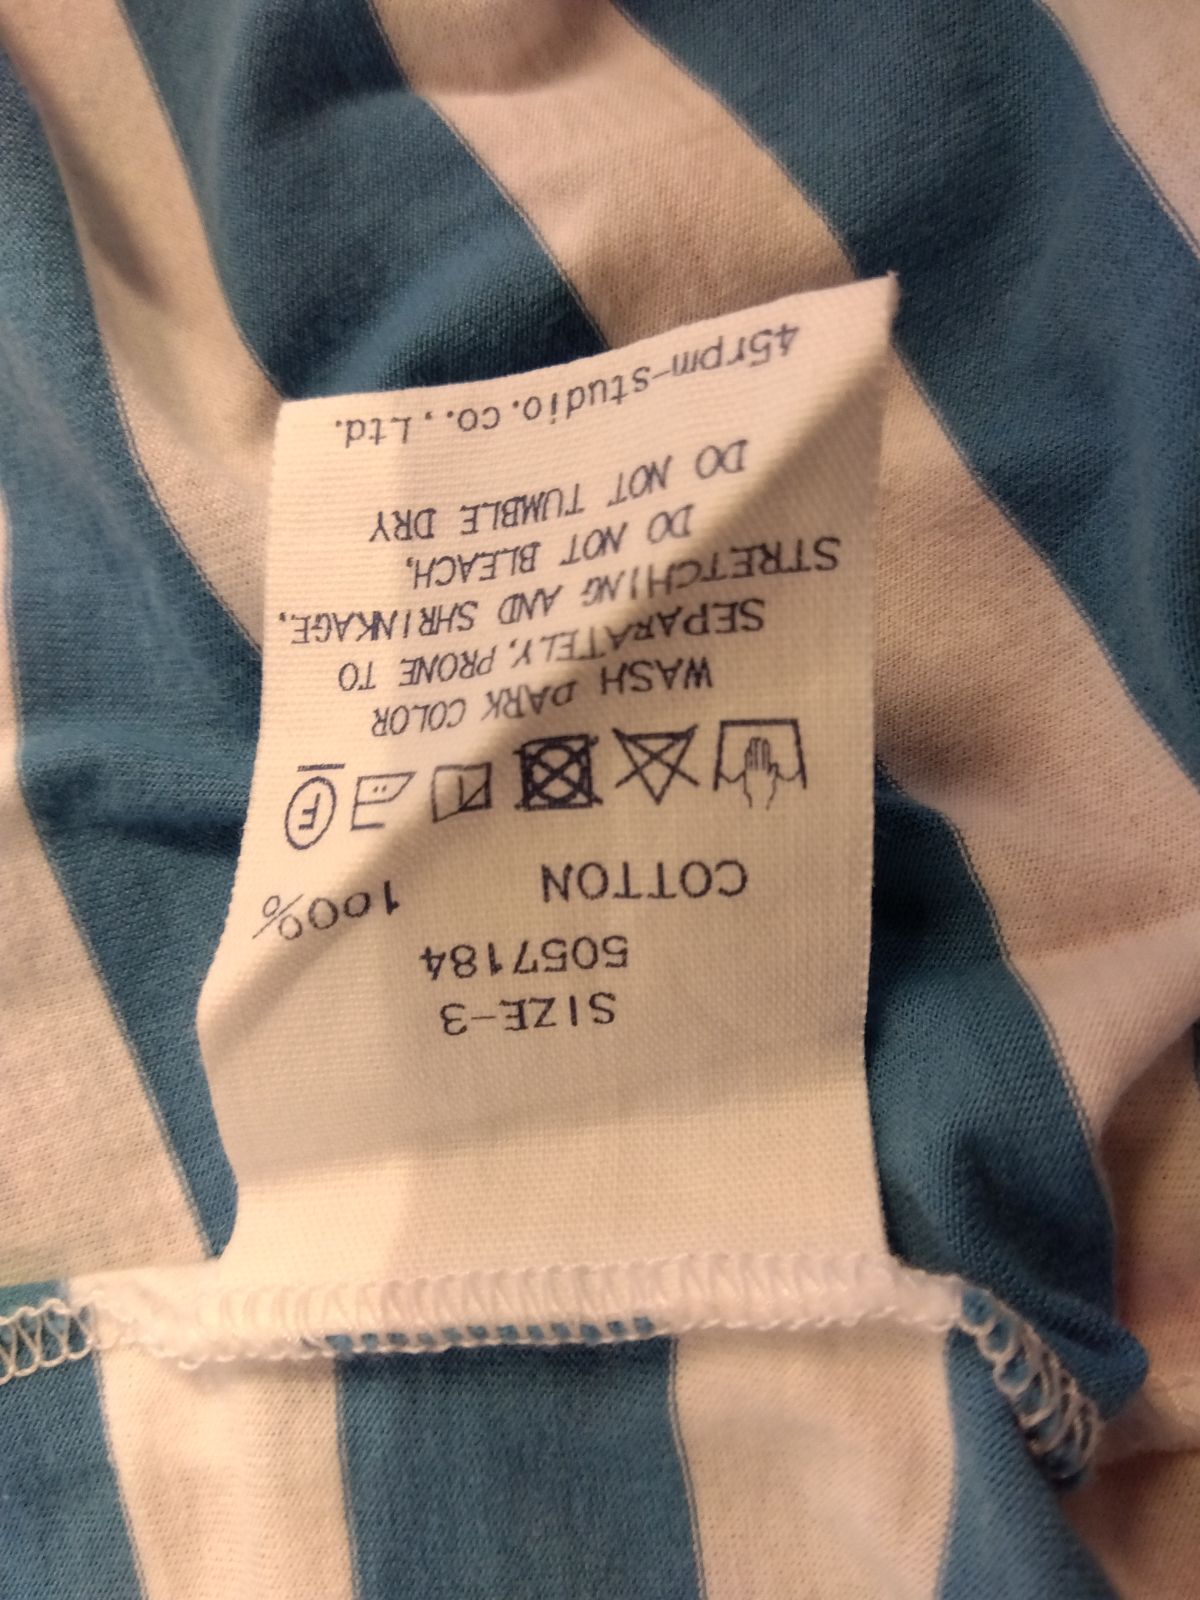 SIZE-3
5057184
COTTON 100%
F
WASH DARK COLOR
SEPARATELY, PRONE TO
STRETCHING AND SHRINKAGE,
DO NOT BLEACH,
DO NOT TUMBLE DRY
45rpm-studio.co.,Ltd.